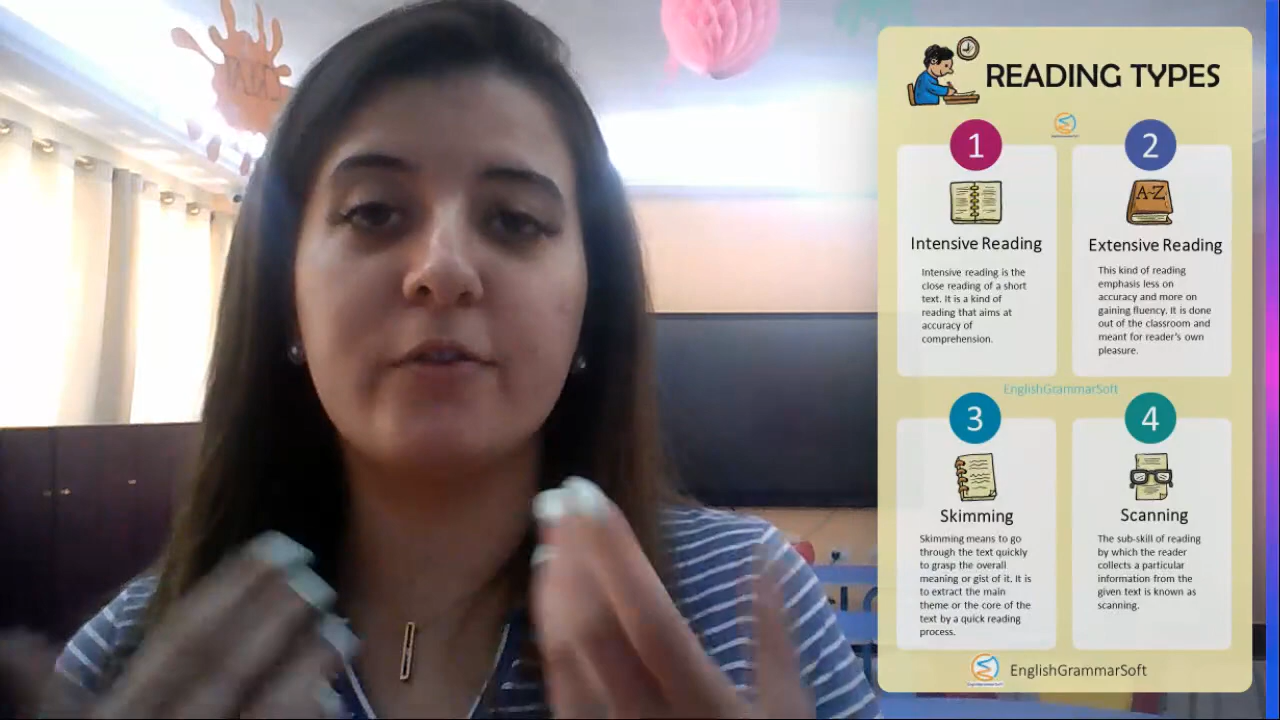 READING TYPES
1
Intensive Reading
Intensive reading is the
close reading of a short
text. It is a kind of
reading that aims at
accuracy of
comprehension.
2
A-Z
Extensive Reading
This kind of reading
emphasis less on
accuracy and more on
gaining fluency. It is done
out of the classroom and
meant for reader's own
pleasure.
EnglishGrammarSoft
3
Skimming
Skimming means to go
through the text quickly
to grasp the overall
meaning or gist of it. It is
to extract the main
theme or the core of the
text by a quick reading
process.
4
Scanning
The sub-skill of reading
by which the reader
collects a particular
information from the
given text is known as
scanning.
EnglishGrammarSoft